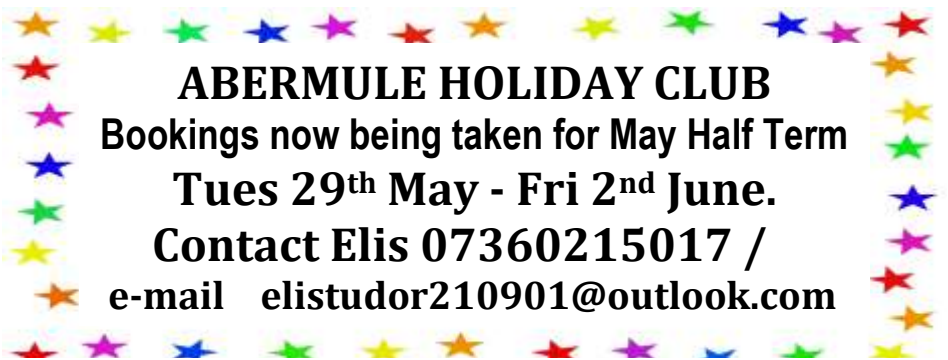 ABERMULE HOLIDAY CLUB
Bookings now being taken for May Half Term
Tues 29th May - Fri 2nd June.
Contact Elis 07360215017 /
e-mail elistudor210901@outlook.com